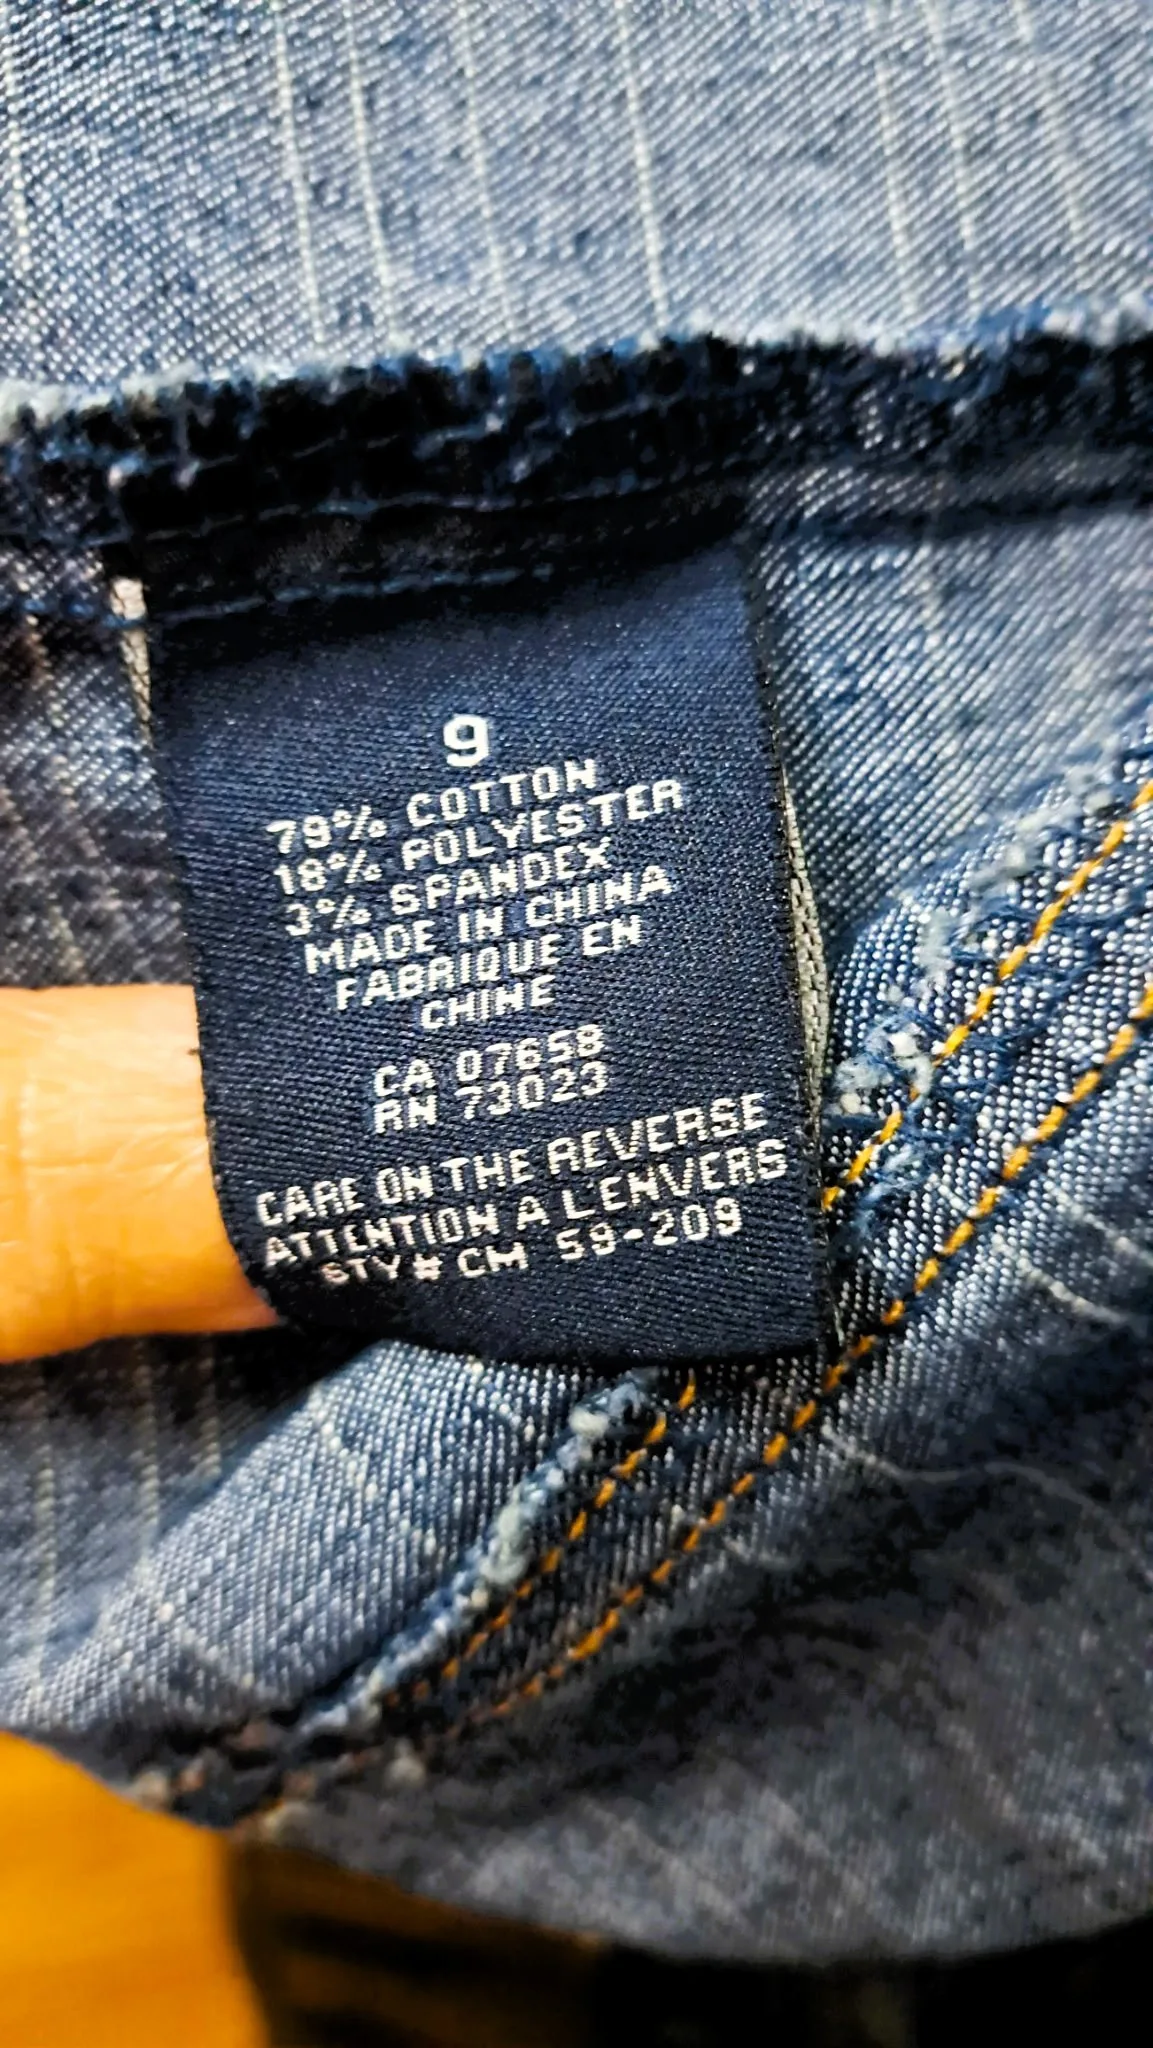 9
79% COTTON
18% POLYESTER
3% SPANDEX
MADE IN CHINA
FABRIQUE EN
CHINE
CA 07658
RN 73023
CARE ON THE REVERSE
ATTENTION A L'ENVERS
STY# CM 59-209